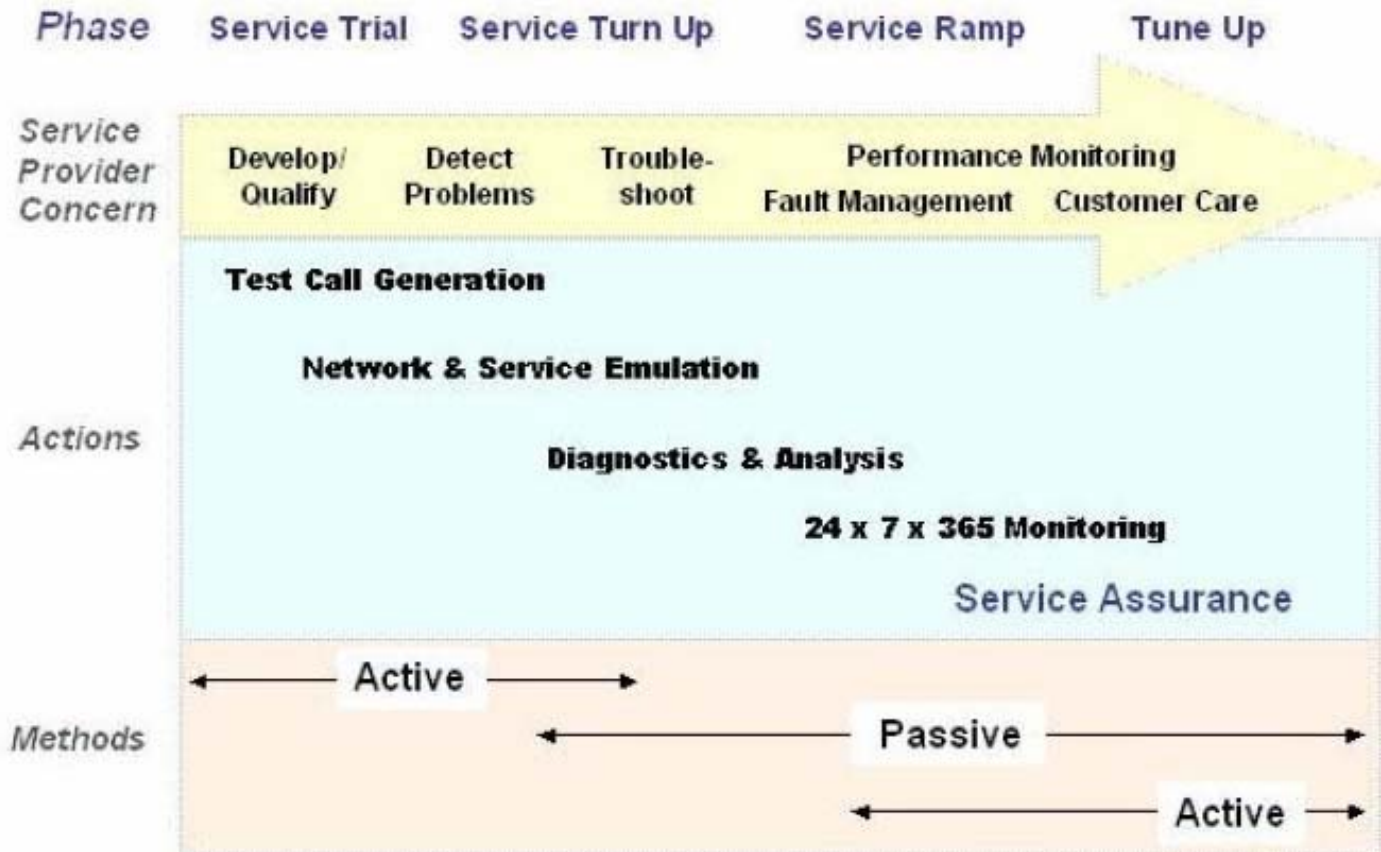 Phase Service Trial Service Turn Up Service Ramp Tune Up
Service
Provider
Concern
Develop/
Qualify
Detect
Problems
Trouble-
shoot
Performance Monitoring
Fault Management Customer Care
Actions
Test Call Generation
Network & Service Emulation
Diagnostics & Analysis
24 x 7 x 365 Monitoring
Service Assurance
Methods
Active
Passive
Active